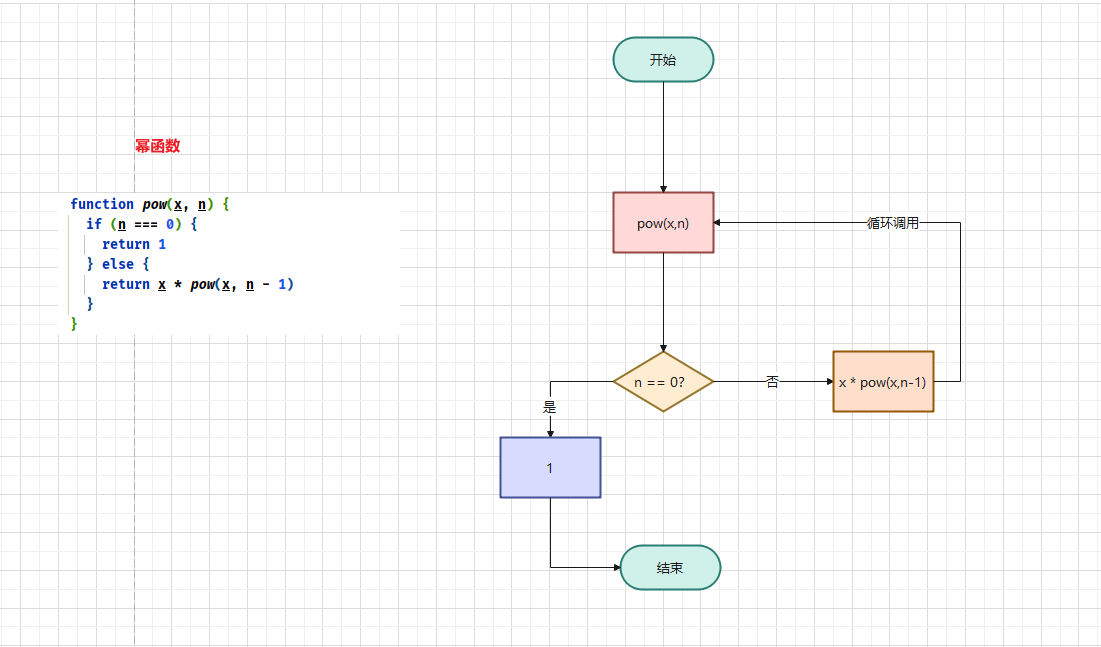 幂函数
function pow(x, n) {
  if (n === 0) {
    return 1
  } else {
    return x * pow(x, n - 1)
  }
}
开始
pow(x,n)
循环调用
n == 0?
否
x * pow(x,n-1)
是
1
结束